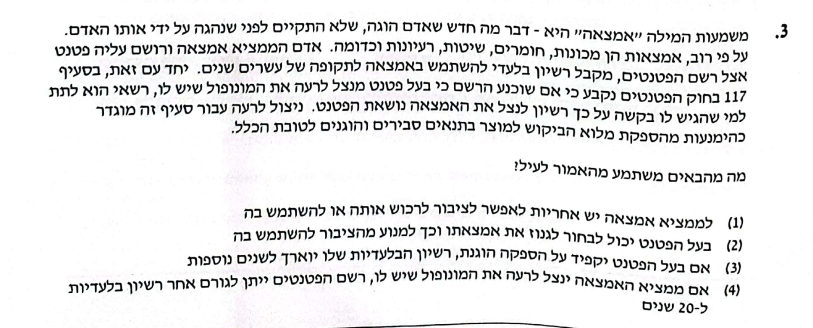 3. משמעות המילה "אמצאה" היא - דבר מה חדש שאדם הוגה, שלא התקיים לפני שנהגה על ידי אותו האדם.
על פי רוב, אמצאות הן מכונות, חומרים, שיטות, רעיונות וכדומה. אדם הממציא אמצאה ורושם עליה פטנט
אצל רשם הפטנטים, מקבל רשיון בלעדי להשתמש באמצאה לתקופה של עשרים שנים. יחד עם זאת, בסעיף
117 בחוק הפטנטים נקבע כי אם שוכנע הרשם כי בעל פטנט מנצל לרעה את המונופול שיש לו, רשאי הוא לתת
למי שהגיש לו בקשה על כך רשיון לנצל את האמצאה נושאת הפטנט. ניצול לרעה עבור סעיף זה מוגדר
כהימנעות מהספקת מלוא הביקוש למוצר בתנאים סבירים והוגנים לטובת הכלל.
מה מהבאים משתמע מהאמור לעיל?
(1) לממציא אמצאה יש אחריות לאפשר לציבור לרכוש אותה או להשתמש בה
(2) בעל הפטנט יכול לבחור לגנוז את אמצאתו וכך למנוע מהציבור להשתמש בה
(3) אם בעל הפטנט יקפיד על הספקה הוגנת, רשיון הבלעדיות שלו יוארך לשנים נוספות
(4) אם ממציא האמצאה ינצל לרעה את המונופול שיש לו, רשם הפטנטים ייתן לגורם אחר רשיון בלעדיות
ל-20 שנים